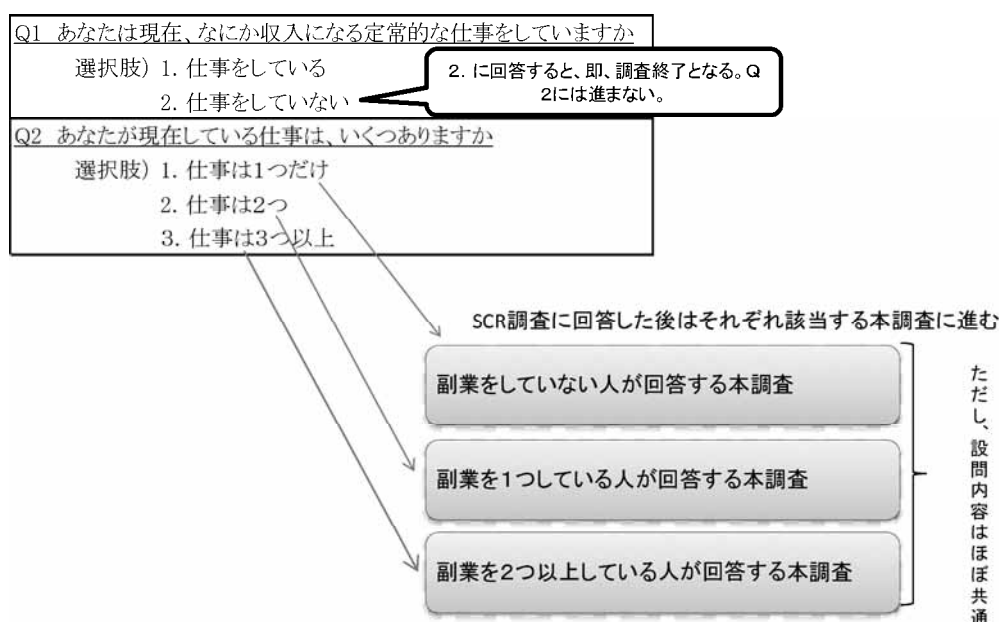 Q1 あなたは現在、なにか収入になる定常的な仕事をしていますか
選択肢) 1. 仕事をしている
2. 仕事をしていない
2. に回答すると、即、調査終了となる。Q
2には進まない。
Q2 あなたが現在している仕事は、いくつありますか
選択肢) 1. 仕事は1つだけ
2. 仕事は2つ
3. 仕事は3つ以上
SCR調査に回答した後はそれぞれ該当する本調査に進む
副業をしていない人が回答する本調査
副業を1つしている人が回答する本調査
副業を2つ以上している人が回答する本調査
ただし、設問内容はほぼ共通